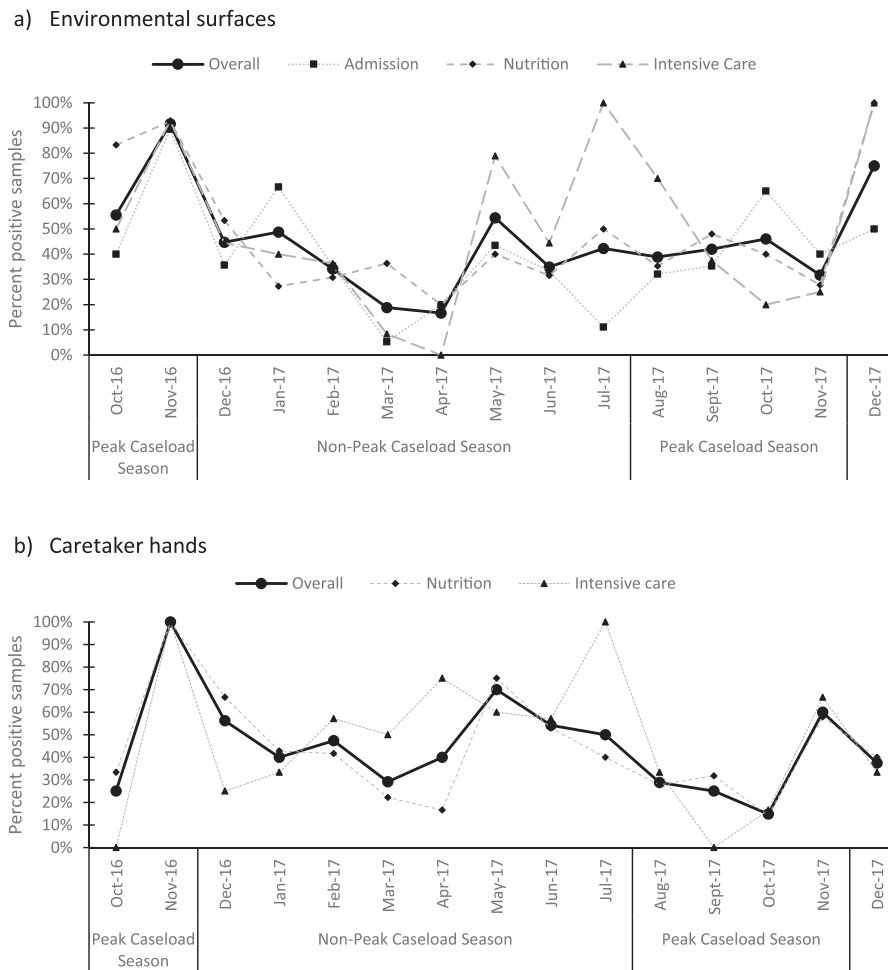 a) Environmental surfaces
Overall Admission Nutrition Intensive Care
Percent positive samples
100%
90%
80%
70%
60%
50%
40%
30%
20%
10%
0%
Oct-16 Nov-16 Dec-16 Jan-17 Feb-17 Mar-17 Apr-17 May-17 Jun-17 Jul-17 Aug-17 Sept-17 Oct-17 Nov-17 Dec-17
Peak Caseload Non-Peak Caseload Season Peak Caseload Season
Season
b) Caretaker hands
Overall Nutrition Intensive care
Percent positive samples
100%
90%
80%
70%
60%
50%
40%
30%
20%
10%
0%
Oct-16 Nov-16 Dec-16 Jan-17 Feb-17 Mar-17 Apr-17 May-17 Jun-17 Jul-17 Aug-17 Sept-17 Oct-17 Nov-17 Dec-17
Peak Caseload Non-Peak Caseload Season Peak Caseload Season
Season